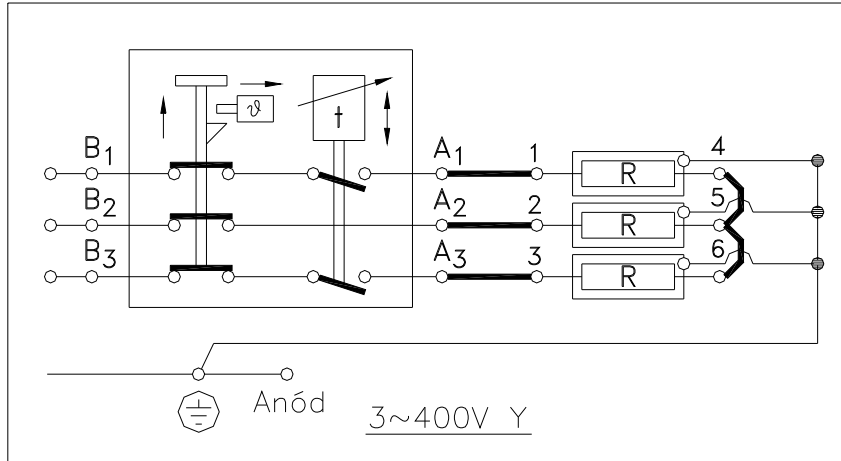 ϑ
t
B1 A1 1 R 4
B2 A2 2 R 5
B3 A3 3 R 6
Anód
3~400V Y